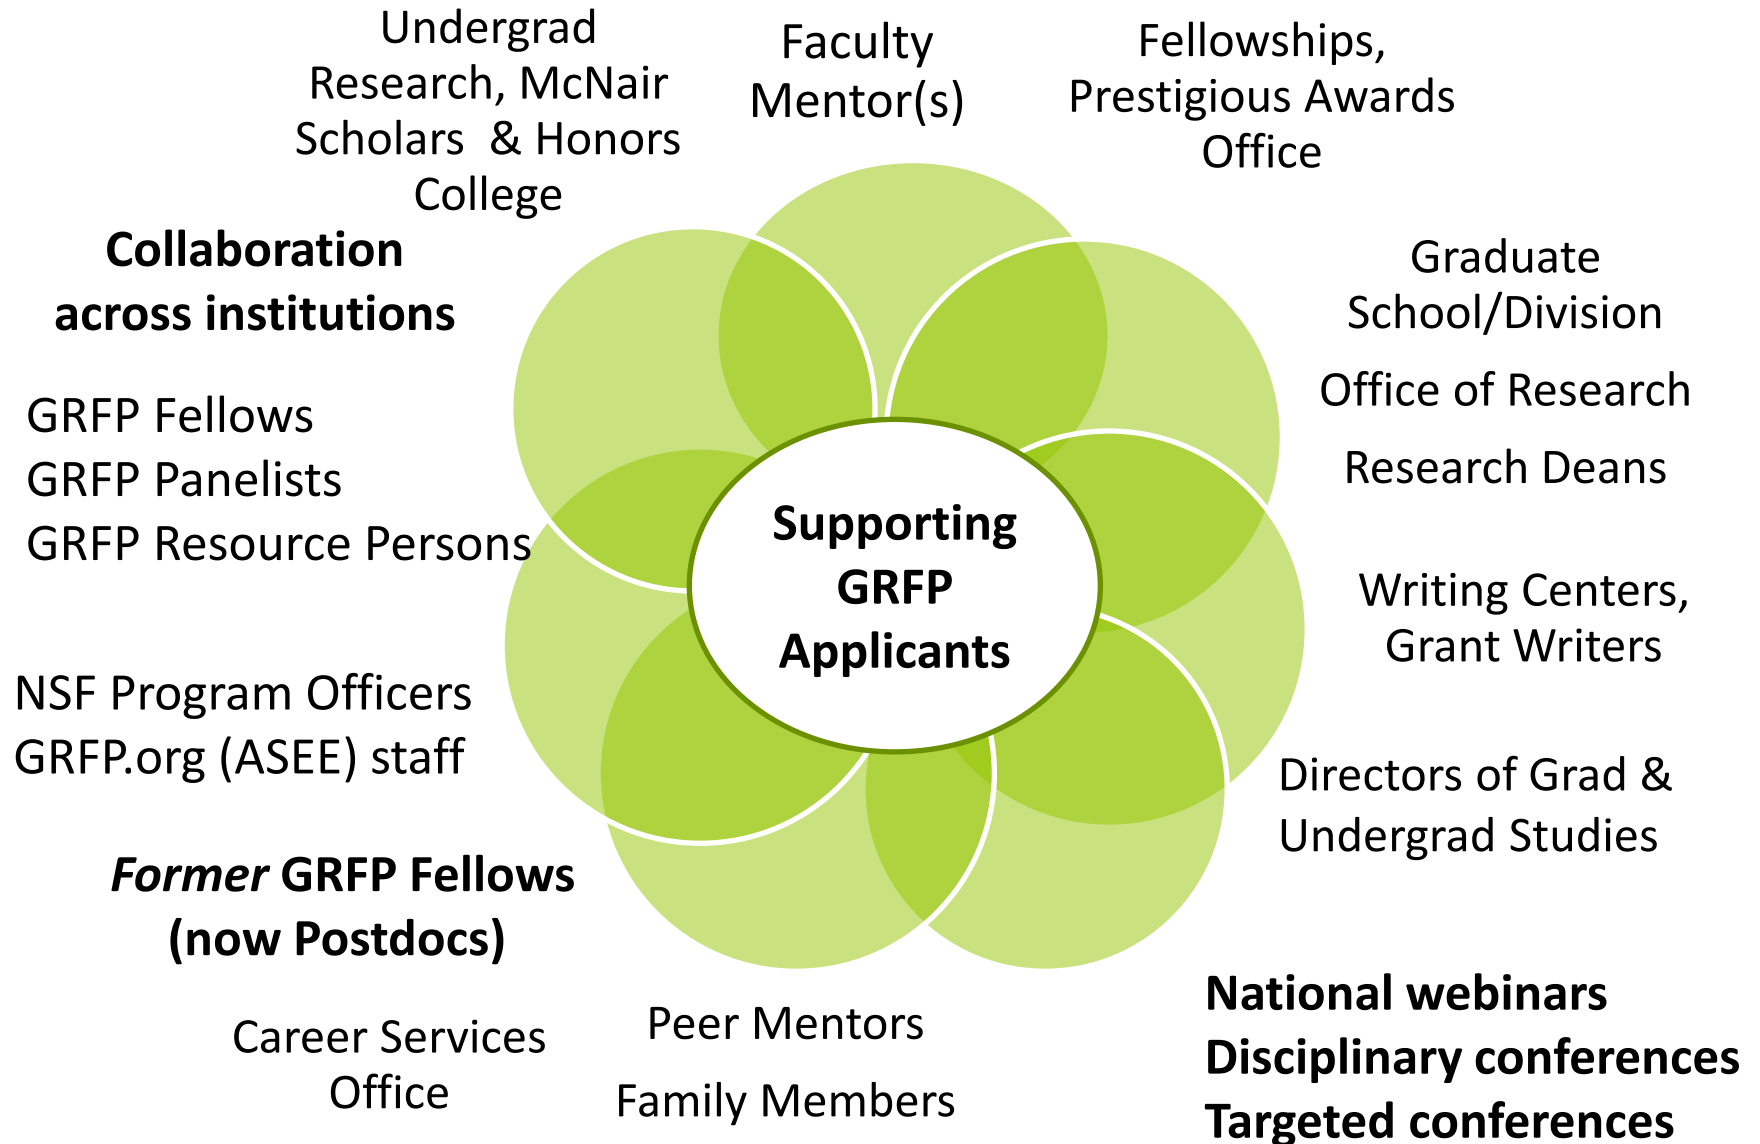 Undergrad
Research, McNair
Scholars & Honors
College
Faculty
Mentor(s)
Fellowships,
Prestigious Awards
Office
Graduate
School/Division
Office of Research
Research Deans
Writing Centers,
Grant Writers
Directors of Grad &
Undergrad Studies
National webinars
Disciplinary conferences
Targeted conferences
Peer Mentors
Family Members
Career Services
Office
Former GRFP Fellows
(now Postdocs)
NSF Program Officers
GRFP.org (ASEE) staff
GRFP Fellows
GRFP Panelists
GRFP Resource Persons
Collaboration
across institutions
Supporting
GRFP
Applicants